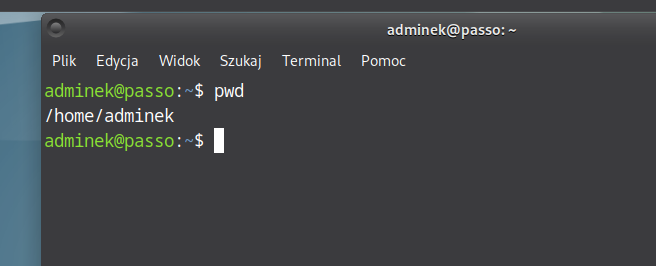 adminek@passo: ~
Plik Edycja Widok Szukaj Terminal Pomoc
adminek@passo:~$ pwd
/home/adminek
adminek@passo:~$